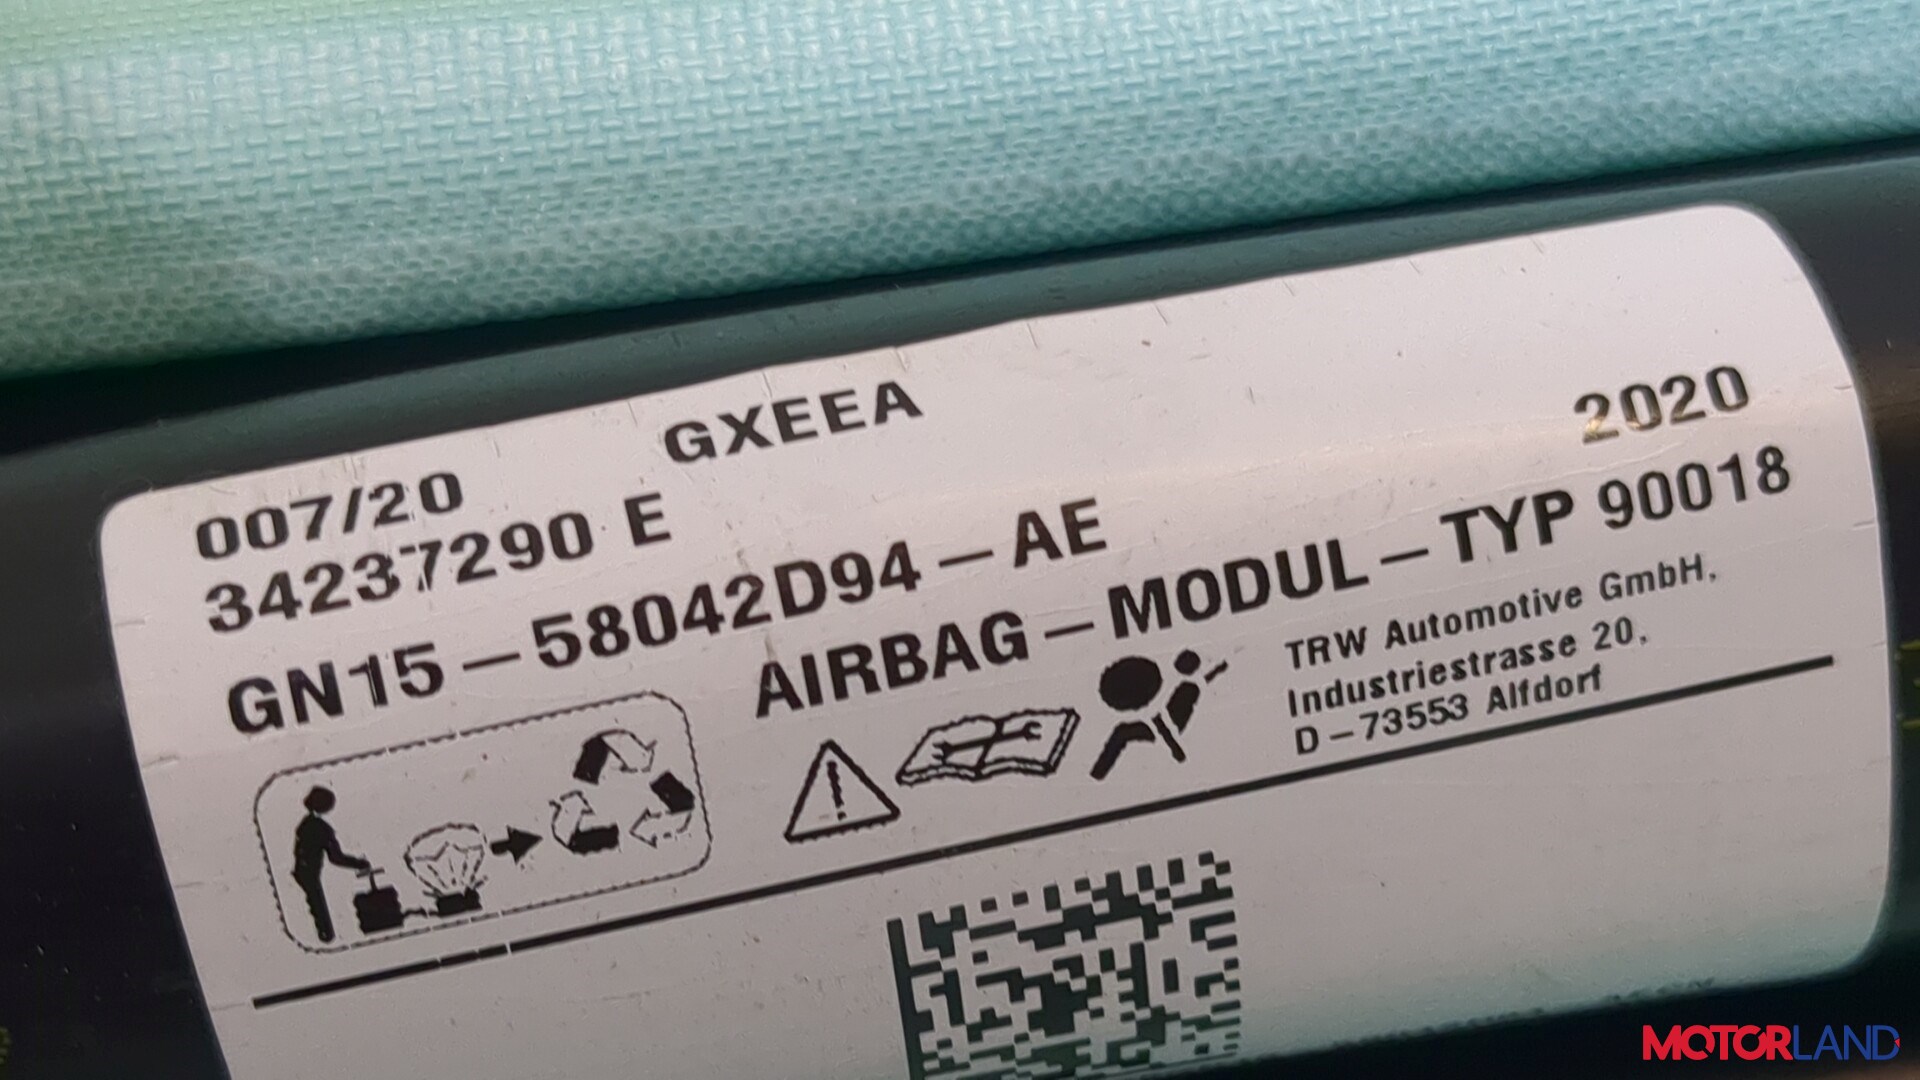 GXEEA
007/20
2020
34237290 E
GN15-58042D94-AE
AIRBAG-MODUL-TYP 90018
TRW Automotive GmbH,
Industriestrasse 20,
D-73553 Alfdorf
MOTORLAND